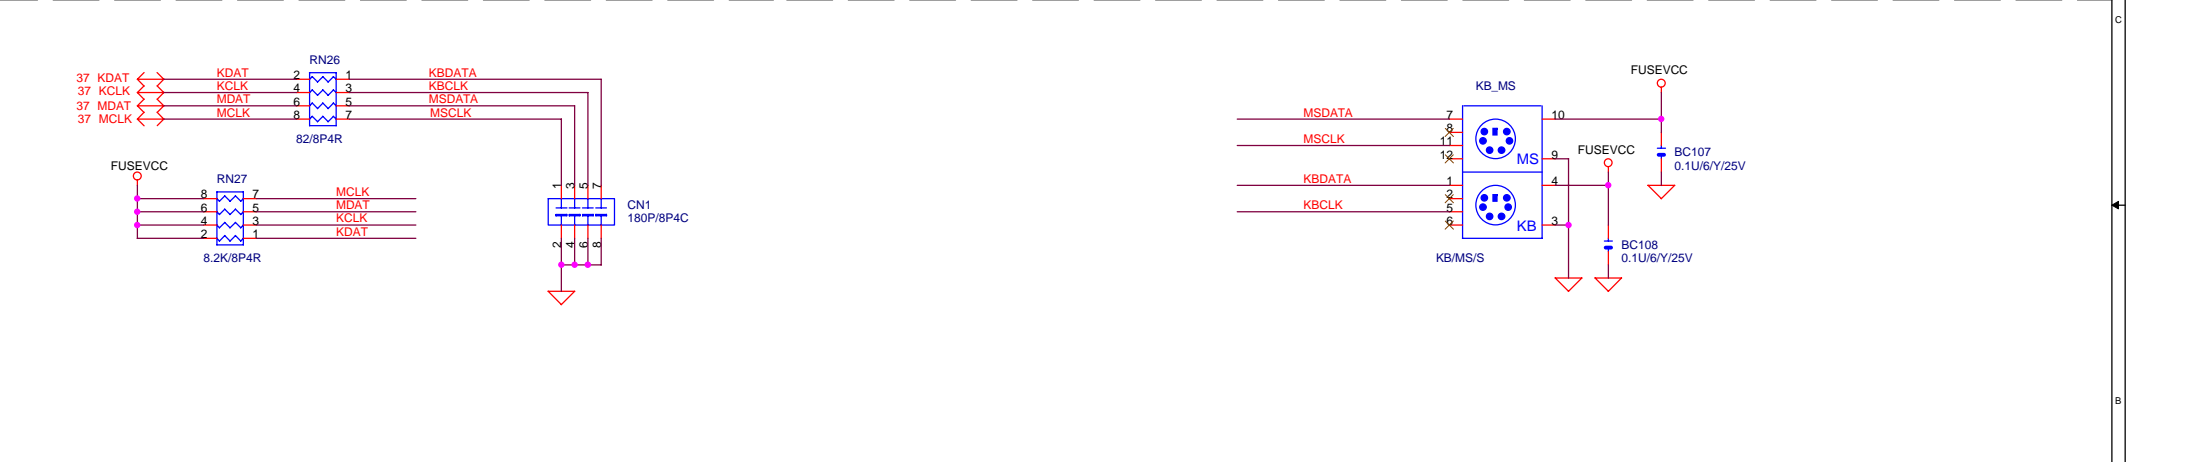 C
RN26
37 KDAT KDAT 2 1 KBDATA
37 KCLK KCLK 4 3 KBCLK
37 MDAT MDAT 6 5 MSDATA
37 MCLK MCLK 8 7 MSCLK
82/8P4R
FUSEVCC
RN27
8 7 MCLK
6 5 MDAT
4 3 KCLK
2 1 KDAT
8.2K/8P4R
1 3 5 7
CN1
180P/8P4C
2 4 6 8
KB_MS
FUSEVCC
MSDATA 7 10
8
MSCLK 11
12 MS 9
FUSEVCC
BC107
0.1U/6/Y/25V
KBDATA 1 4
2
KBCLK 5
6 KB 3
KB/MS/S
BC108
0.1U/6/Y/25V
B